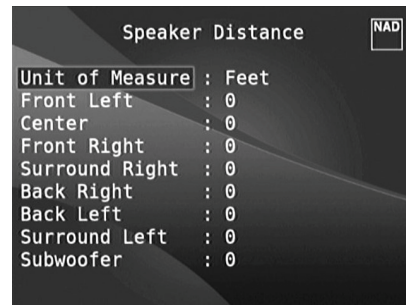 Speaker Distance
NAD
Unit of Measure : Feet
Front Left : 0
Center : 0
Front Right : 0
Surround Right : 0
Back Right : 0
Back Left : 0
Surround Left : 0
Subwoofer : 0